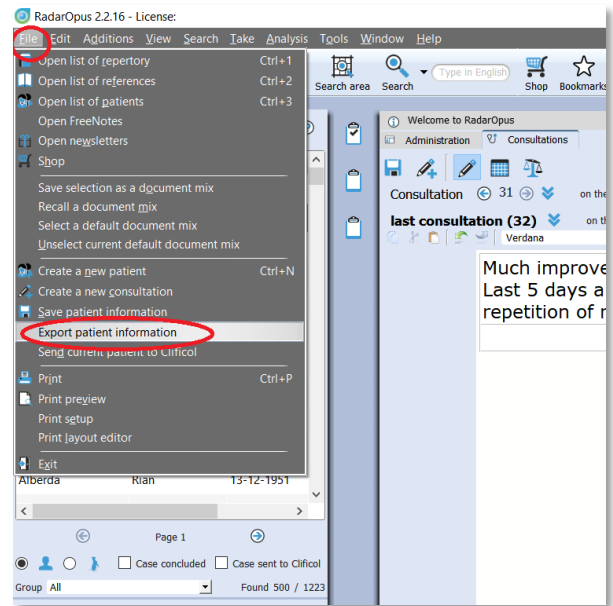 RadarOpus 2.2.16 - License:
File Edit Additions View Search Take Analysis Tools Window Help
Open list of repertory Ctrl+1
Open list of references Ctrl+2
Open list of patients Ctrl+3
Open FreeNotes
Open newsletters
Shop
Save selection as a document mix
Recall a document mix
Select a default document mix
Unselect current default document mix
Create a new patient Ctrl+N
Create a new consultation
Save patient information
Export patient information
Send current patient to Clificol
Print Ctrl+P
Print preview
Print setup
Print layout editor
Exit
Alberda Rian 13-12-1951
Page 1
Case concluded Case sent to Clificol
Group All Found 500 / 1223
Type in English
Search area Search Shop Bookmarks
Welcome to RadarOpus
Administration Consultations
Consultation 31 on the
last consultation (32) on th
Verdana
Much improve
Last 5 days a
repetition of